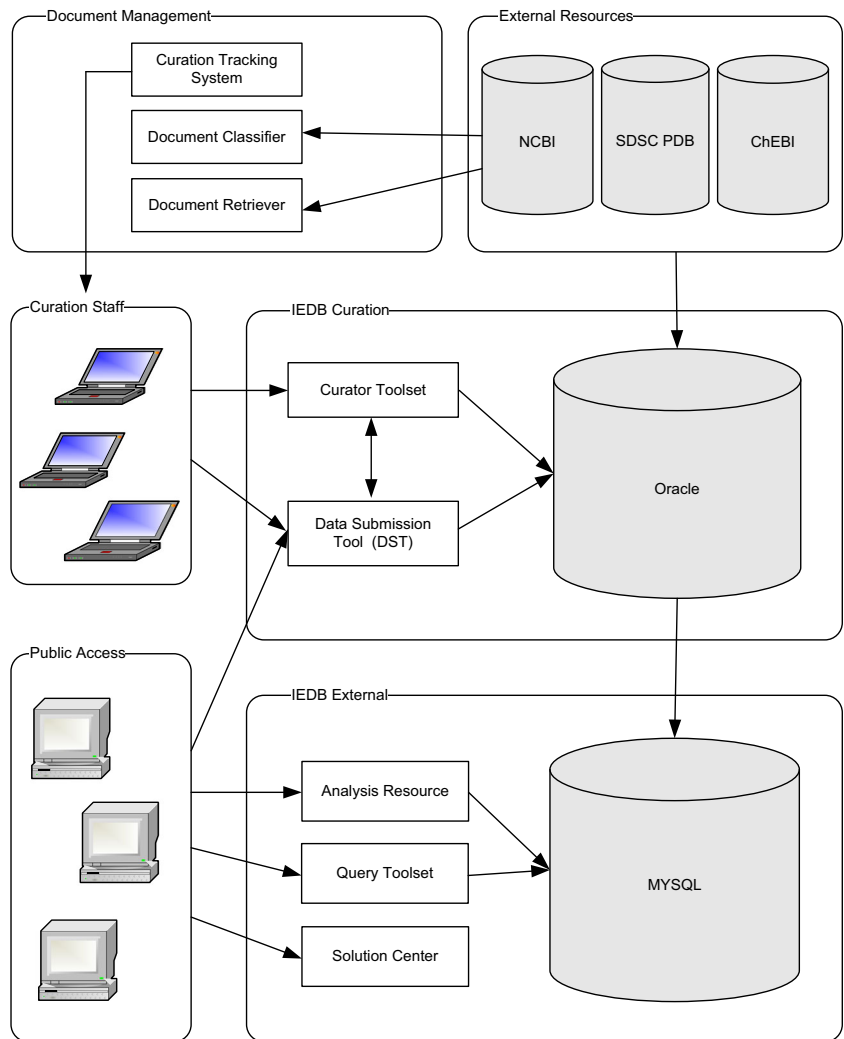 Document Management
Curation Tracking
System
Document Classifier
Document Retriever
External Resources
NCBI
SDSC PDB
ChEBI
Curation Staff
IEDB Curation
Curator Toolset
Data Submission
Tool (DST)
Oracle
Public Access
IEDB External
Analysis Resource
Query Toolset
Solution Center
MYSQL